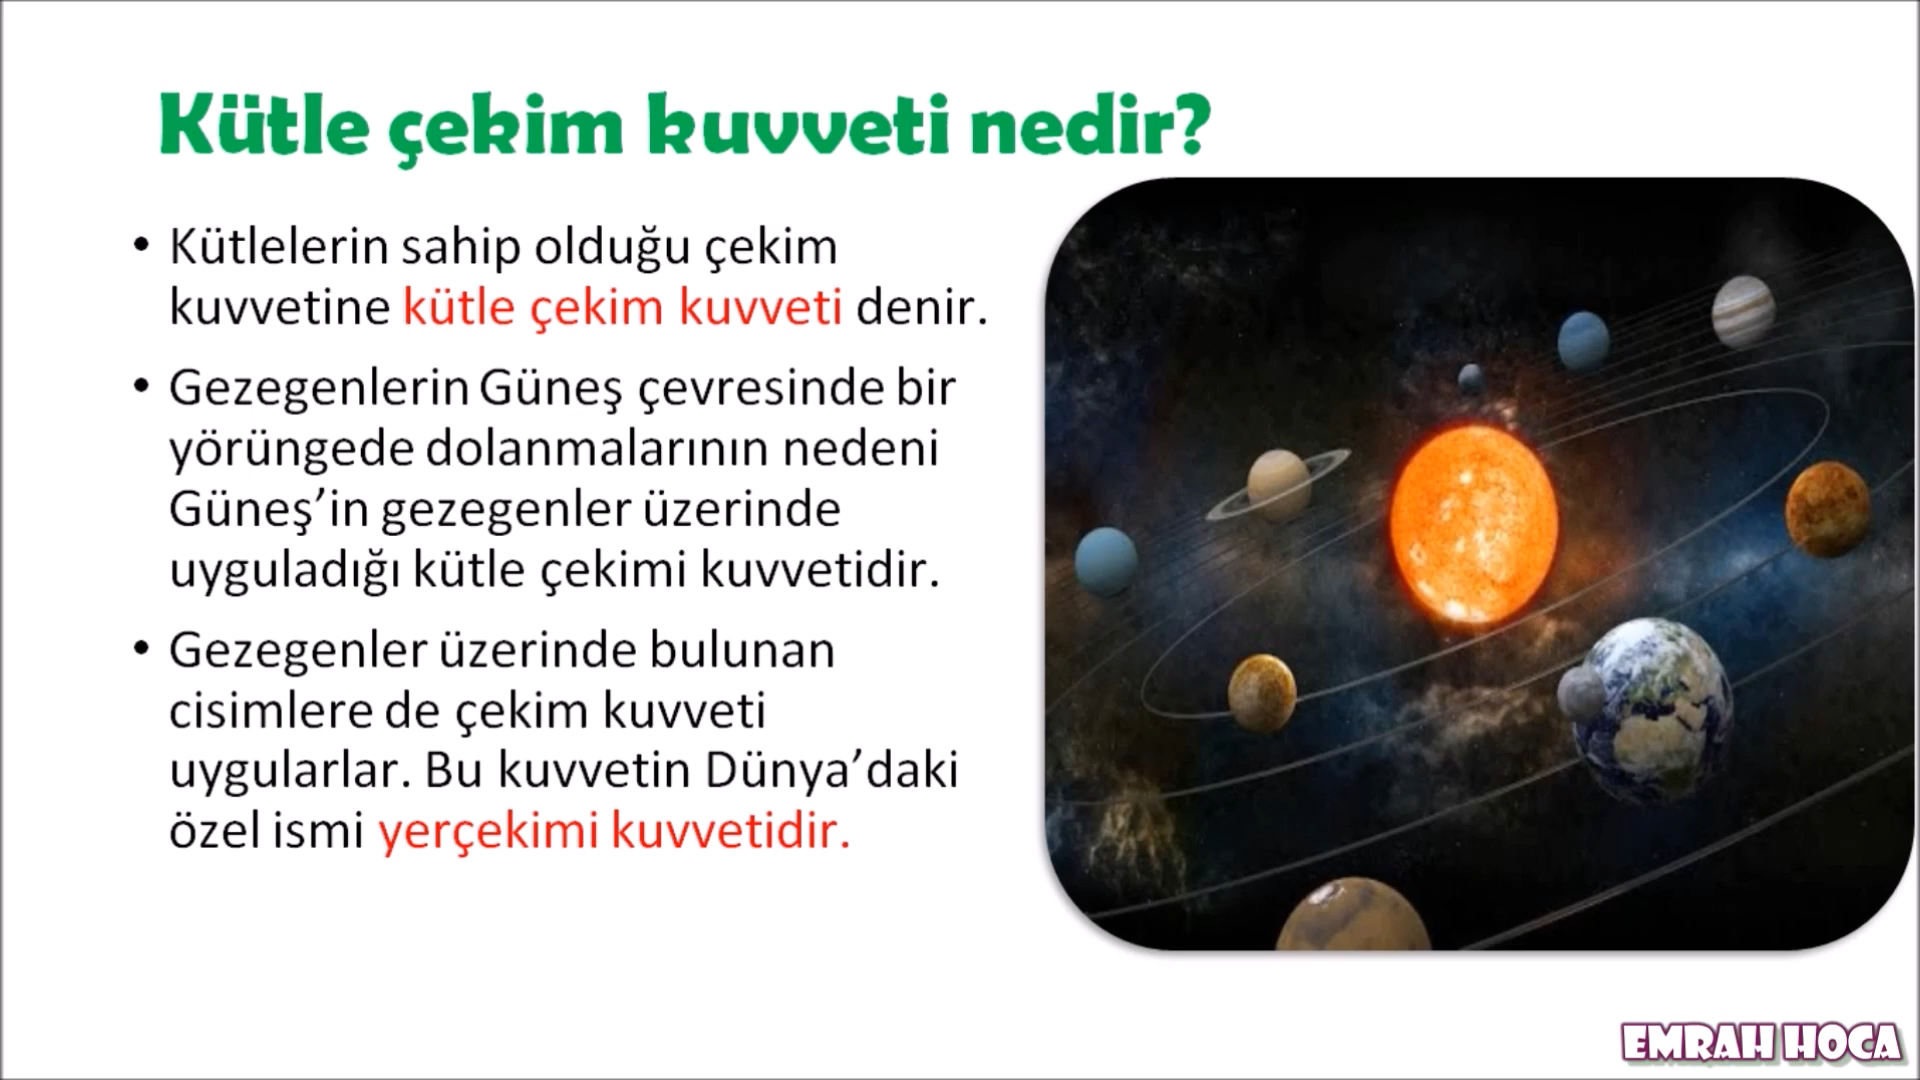 Kütle çekim kuvveti nedir?
• Kütlelerin sahip olduğu çekim
kuvvetine kütle çekim kuvveti denir.
• Gezegenlerin Güneş çevresinde bir
yörüngede dolanmalarının nedeni
Güneş’in gezegenler üzerinde
uyguladığı kütle çekimi kuvvetidir.
• Gezegenler üzerinde bulunan
cisimlere de çekim kuvveti
uygularlar. Bu kuvvetin Dünya’daki
özel ismi yerçekimi kuvvetidir.
EMRAH HOCA